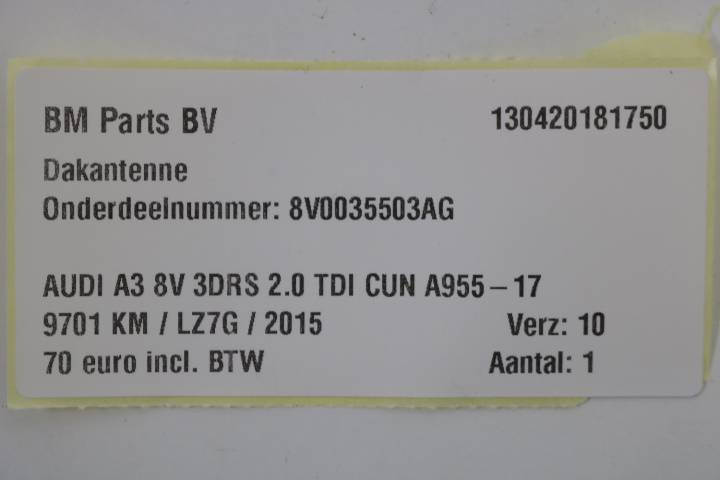 BM Parts BV 130420181750
Dakantenne
Onderdeelnummer: 8V0035503AG
AUDI A3 8V 3DRS 2.0 TDI CUN A955-17
9701 KM / LZ7G / 2015 Verz: 10
70 euro incl. BTW Aantal: 1